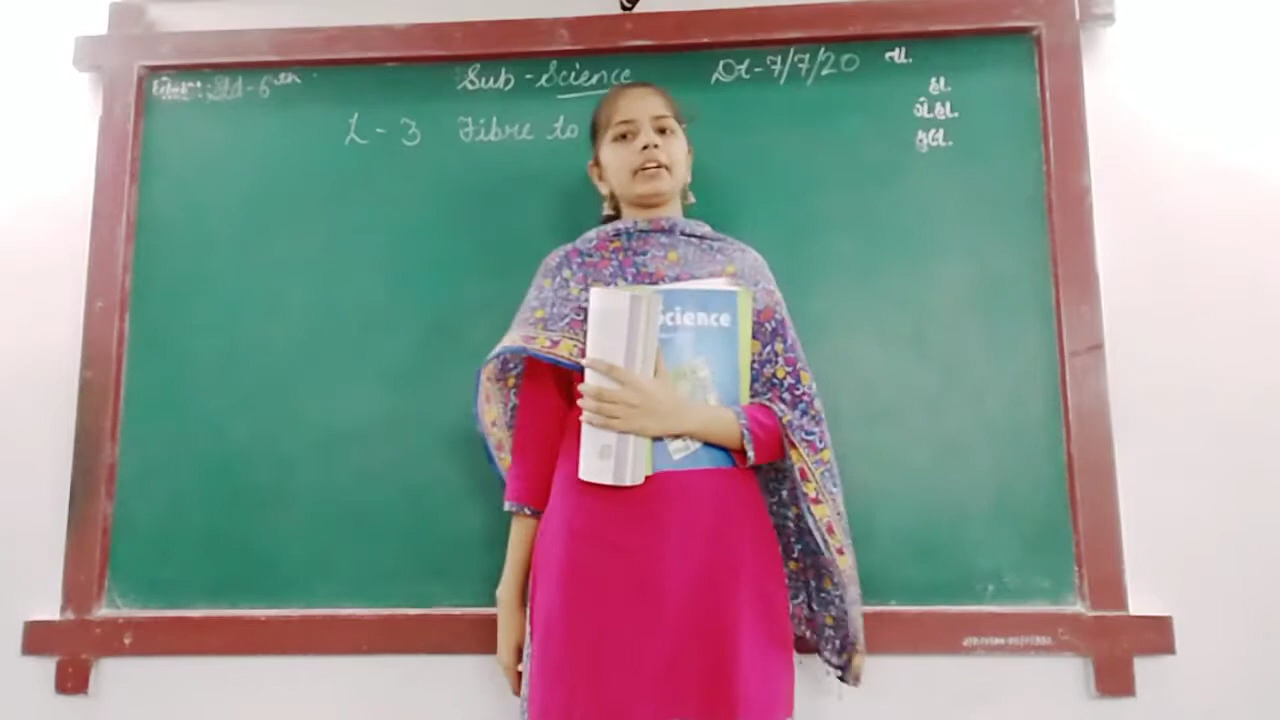 Std-6th Sub-Science Dt-7/7/20 તા.
હા.
ગે.હા.
કુલ.
L-3 Fibre to
Science